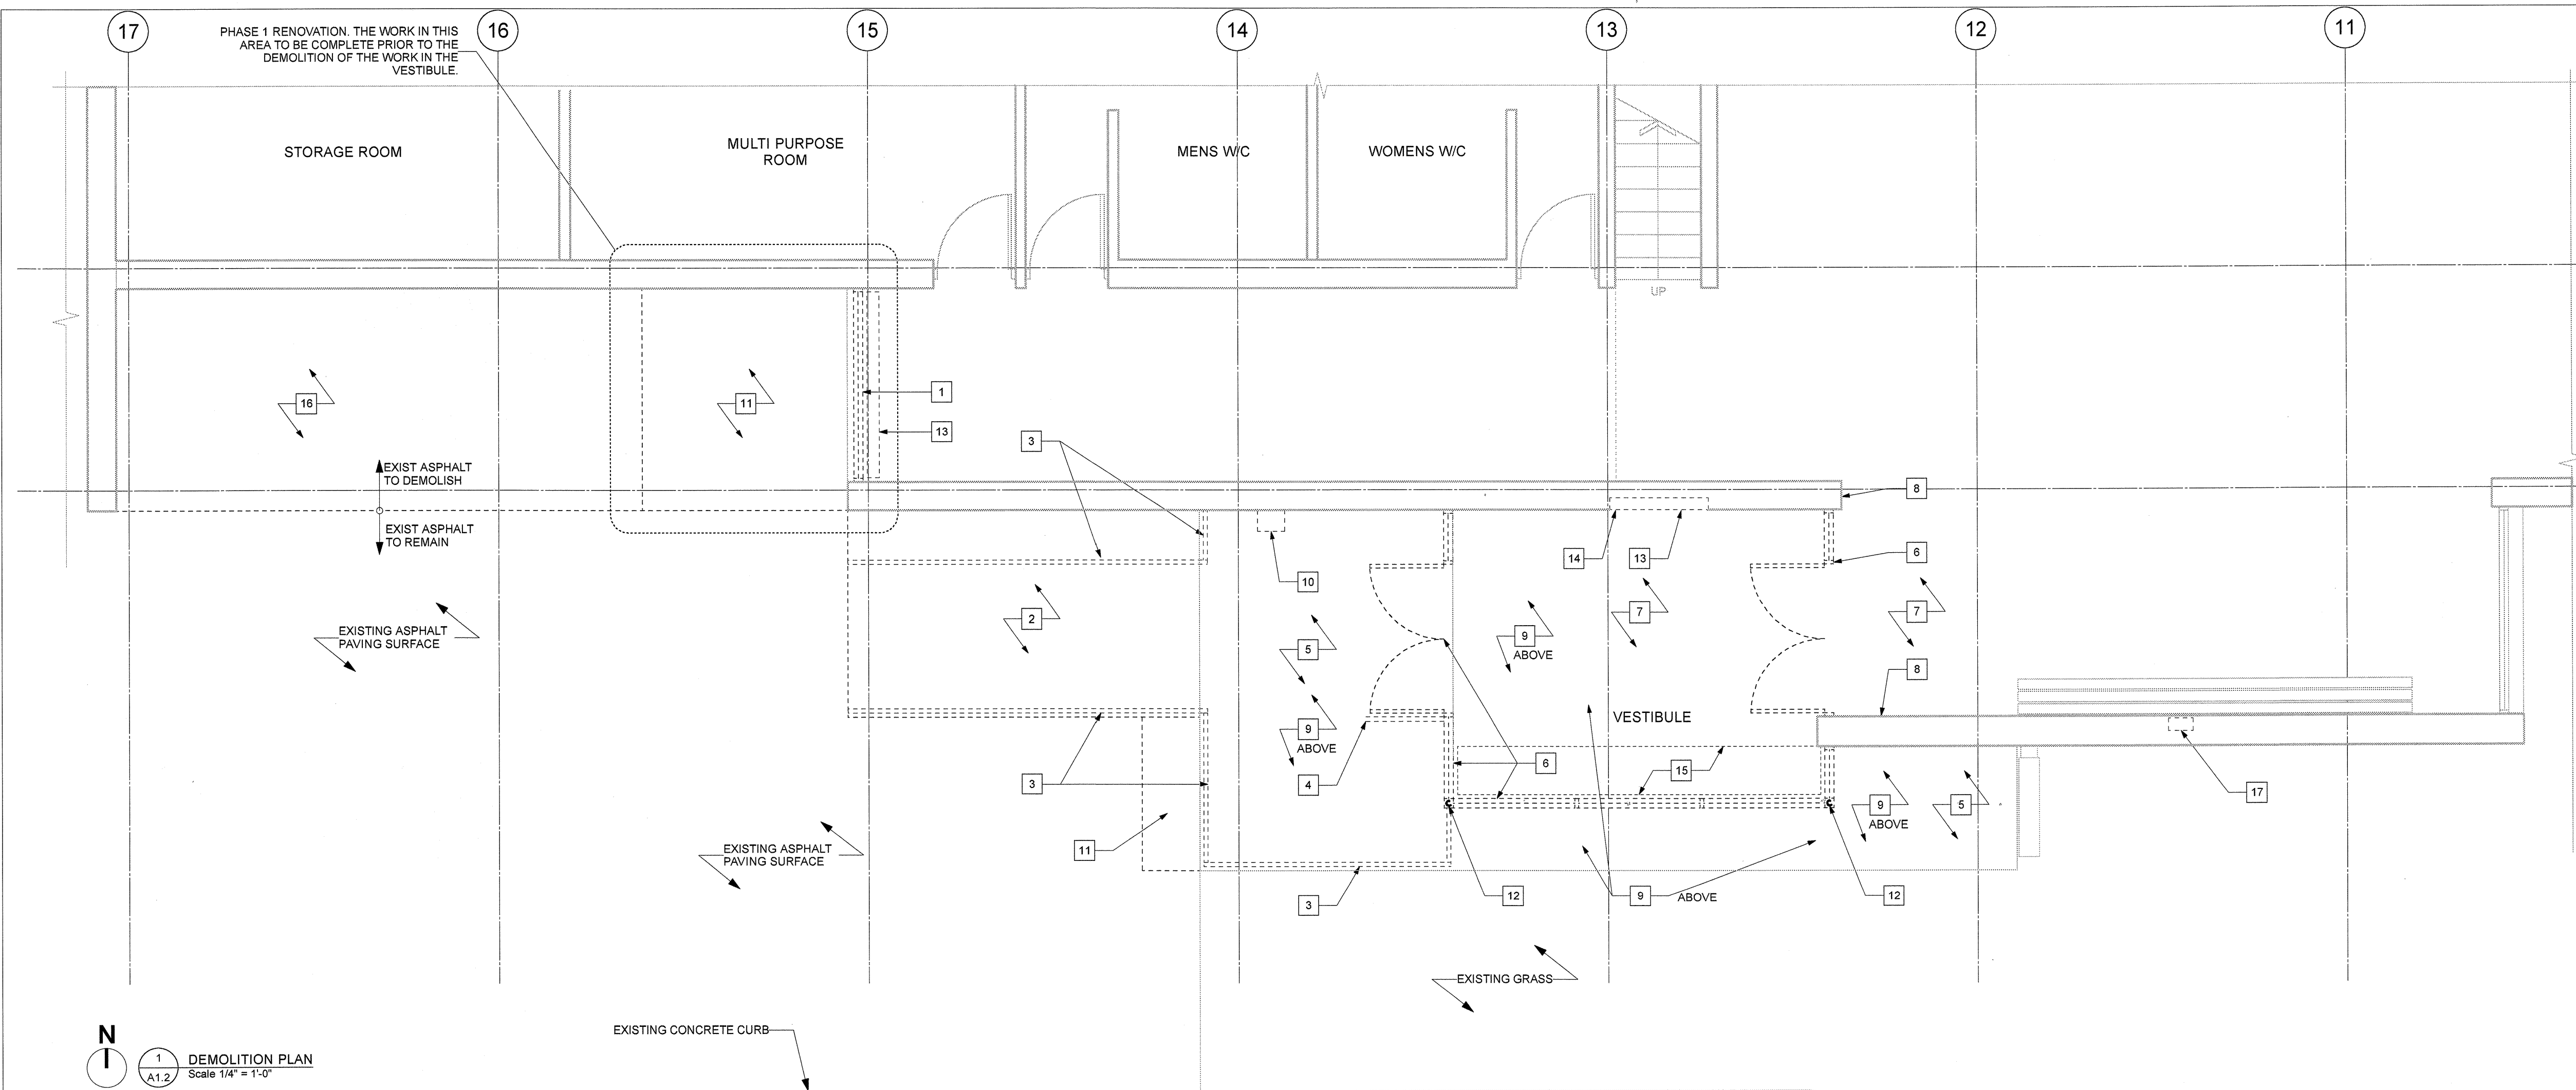 17
16
15
14
13
12
11
PHASE 1 RENOVATION. THE WORK IN THIS
AREA TO BE COMPLETE PRIOR TO THE
DEMOLITION OF THE WORK IN THE
VESTIBULE.
STORAGE ROOM
MULTI PURPOSE
ROOM
MENS W/C
WOMENS W/C
UP
16
11
1
13
3
EXIST ASPHALT
TO DEMOLISH
EXIST ASPHALT
TO REMAIN
8
14
13
6
10
2
5
9
ABOVE
7
7
EXISTING ASPHALT
PAVING SURFACE
8
9
ABOVE
VESTIBULE
4
3
6
15
17
9
ABOVE
5
EXISTING ASPHALT
PAVING SURFACE
11
3
12
9
ABOVE
12
EXISTING GRASS
EXISTING CONCRETE CURB
N
1
A1.2
DEMOLITION PLAN
Scale 1/4" = 1'-0"